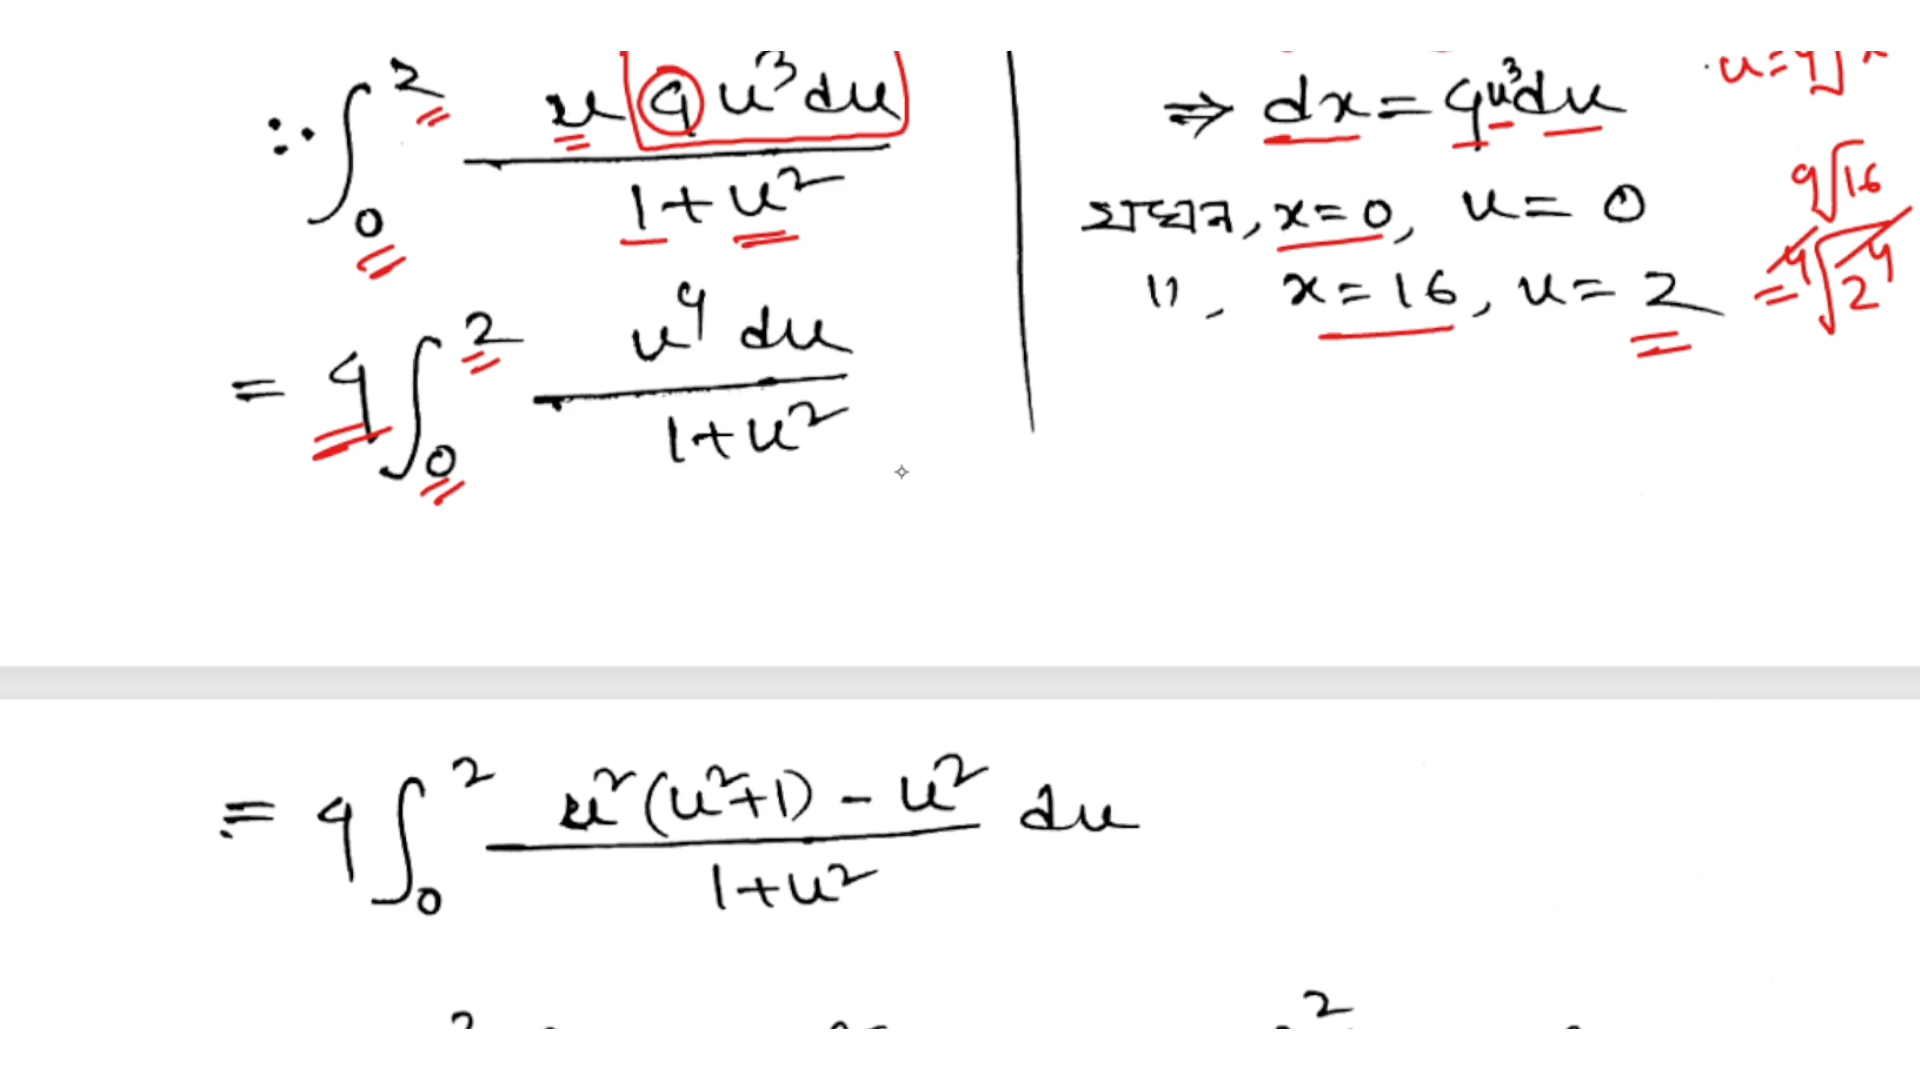 ∴ ∫₀² u 4u³du / 1+u²
= 4 ∫₀² u⁴ du / 1+u²
⇒ dx = 4u³du
যখন, x=0, u= 0
〃, x=16, u= 2
u=4√x
4√16
= 4√2⁴
= 4 ∫₀² u²(u²+1) - u² / 1+u² du
2